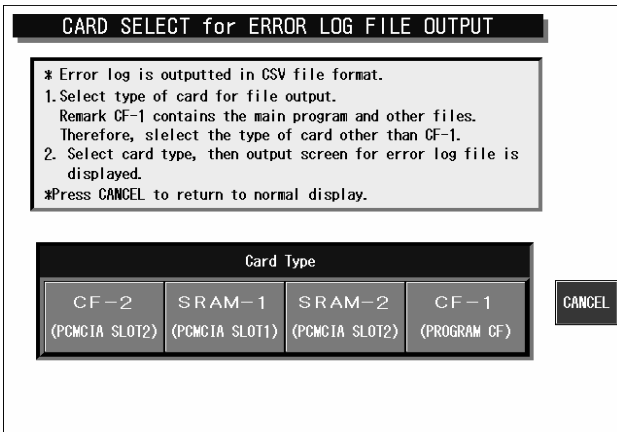 CARD SELECT for ERROR LOG FILE OUTPUT
* Error log is outputted in CSV file format.
1.Select type of card for file output.
Remark CF-1 contains the main program and other files.
Therefore, slelect the type of card other than CF-1.
2. Select card type, then output screen for error log file is
displayed.
*Press CANCEL to return to normal display.
Card Type
CF-2 SRAM-1 SRAM-2 CF-1
(PCMCIA SLOT2) (PCMCIA SLOT1) (PCMCIA SLOT2) (PROGRAM CF)
CANCEL